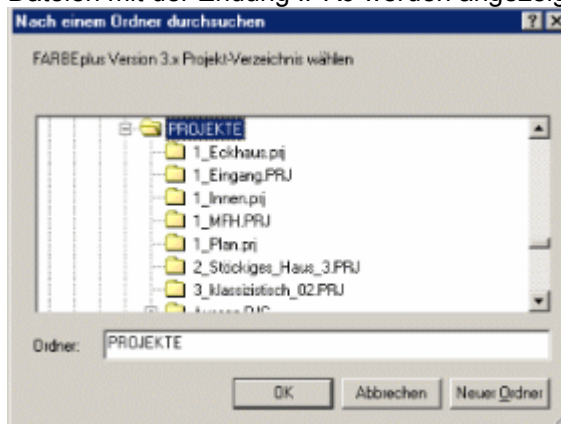 Dateien mit der Endung werden angezeig
Nach einem Ordner durchsuchen
FARBEplus Version 3.x Projekt-Verzeichnis wählen
PROJEKTE
1_Eckhaus.prj
1_Eingang.PRJ
1_Innen.prj
1_MFH.PRJ
1_Plan.prj
2_Stöckiges_Haus_3.PRJ
3_klassizistisch_02.PRJ
Ordner: PROJEKTE
OK Abbrechen Neuer Ordner